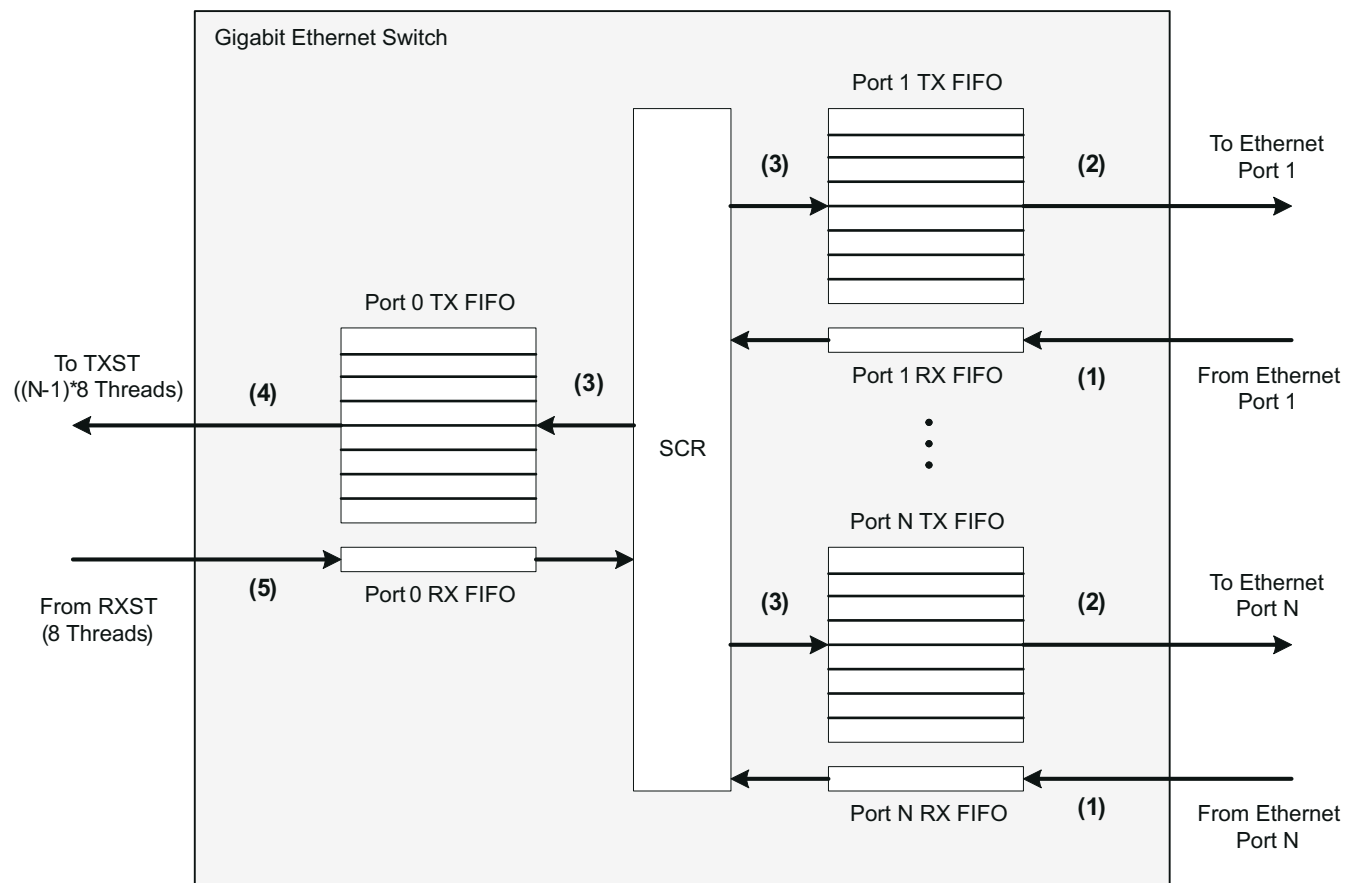 Gigabit Ethernet Switch
Port 1 TX FIFO
(3)
(2)
To Ethernet
Port 1
Port 0 TX FIFO
To TXST
((N-1)*8 Threads)
(4)
(3)
SCR
Port 1 RX FIFO
(1)
From Ethernet
Port 1
Port N TX FIFO
From RXST
(8 Threads)
(5)
Port 0 RX FIFO
(3)
(2)
To Ethernet
Port N
Port N RX FIFO
(1)
From Ethernet
Port N